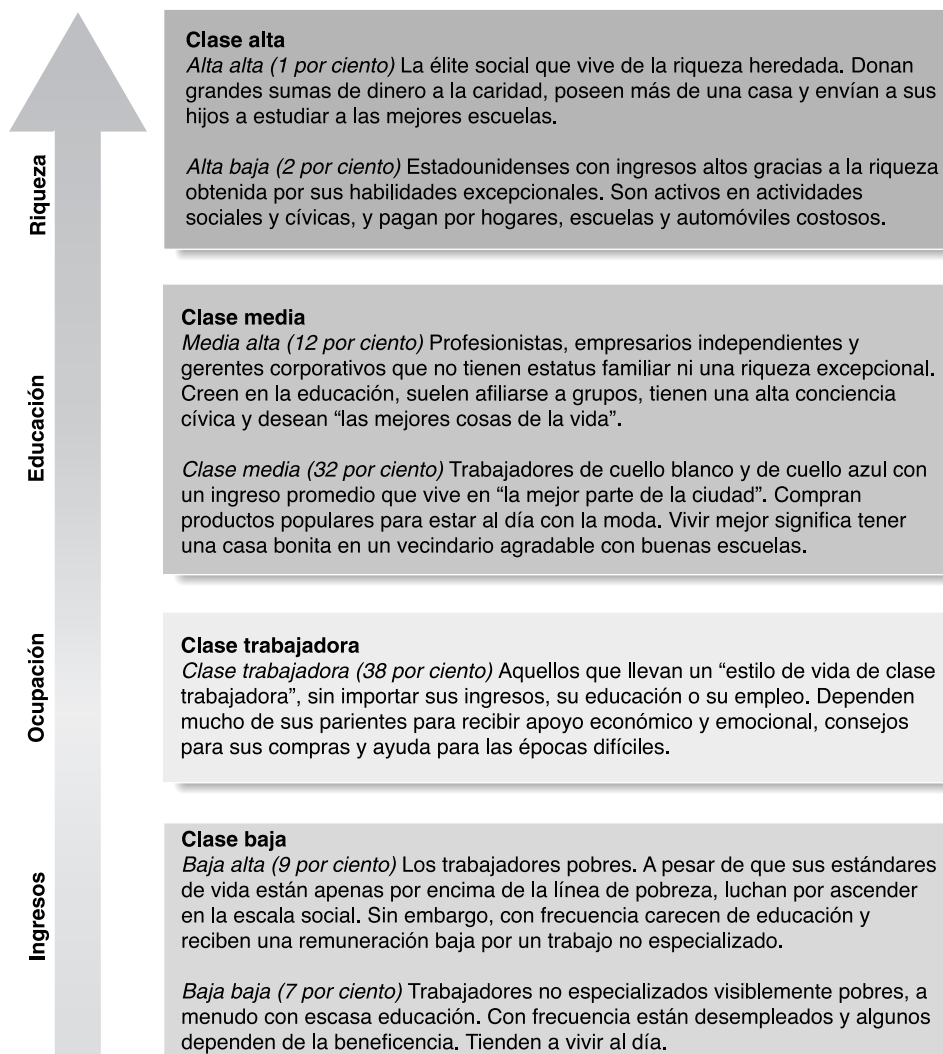 Clase alta
Alta alta (1 por ciento) La élite social que vive de la riqueza heredada. Donan
grandes sumas de dinero a la caridad, poseen más de una casa y envían a sus
hijos a estudiar a las mejores escuelas.
Alta baja (2 por ciento) Estadounidenses con ingresos altos gracias a la riqueza
obtenida por sus habilidades excepcionales. Son activos en actividades
sociales y cívicas, y pagan por hogares, escuelas y automóviles costosos.
Riqueza
Clase media
Media alta (12 por ciento) Profesionistas, empresarios independientes y
gerentes corporativos que no tienen estatus familiar ni una riqueza excepcional.
Creen en la educación, suelen afiliarse a grupos, tienen una alta conciencia
cívica y desean “las mejores cosas de la vida”.
Clase media (32 por ciento) Trabajadores de cuello blanco y de cuello azul con
un ingreso promedio que vive en “la mejor parte de la ciudad”. Compran
productos populares para estar al día con la moda. Vivir mejor significa tener
una casa bonita en un vecindario agradable con buenas escuelas.
Educación
Clase trabajadora
Clase trabajadora (38 por ciento) Aquellos que llevan un “estilo de vida de clase
trabajadora”, sin importar sus ingresos, su educación o su empleo. Dependen
mucho de sus parientes para recibir apoyo económico y emocional, consejos
para sus compras y ayuda para las épocas difíciles.
Ocupación
Clase baja
Baja alta (9 por ciento) Los trabajadores pobres. A pesar de que sus estándares
de vida están apenas por encima de la línea de pobreza, luchan por ascender
en la escala social. Sin embargo, con frecuencia carecen de educación y
reciben una remuneración baja por un trabajo no especializado.
Baja baja (7 por ciento) Trabajadores no especializados visiblemente pobres, a
menudo con escasa educación. Con frecuencia están desempleados y algunos
dependen de la beneficencia. Tienden a vivir al día.
Ingresos